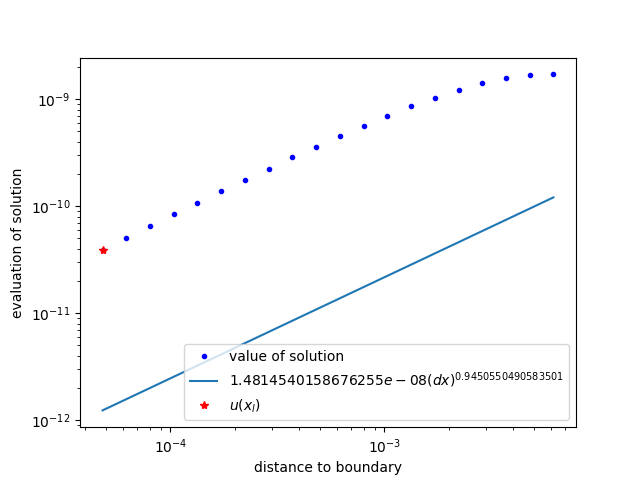 10⁻⁹
10⁻¹⁰
10⁻¹¹
10⁻¹²
evaluation of solution
value of solution
1.4814540158676255e − 08(dx)^0.9450550490583501
u(x_l)
10⁻⁴
10⁻³
distance to boundary